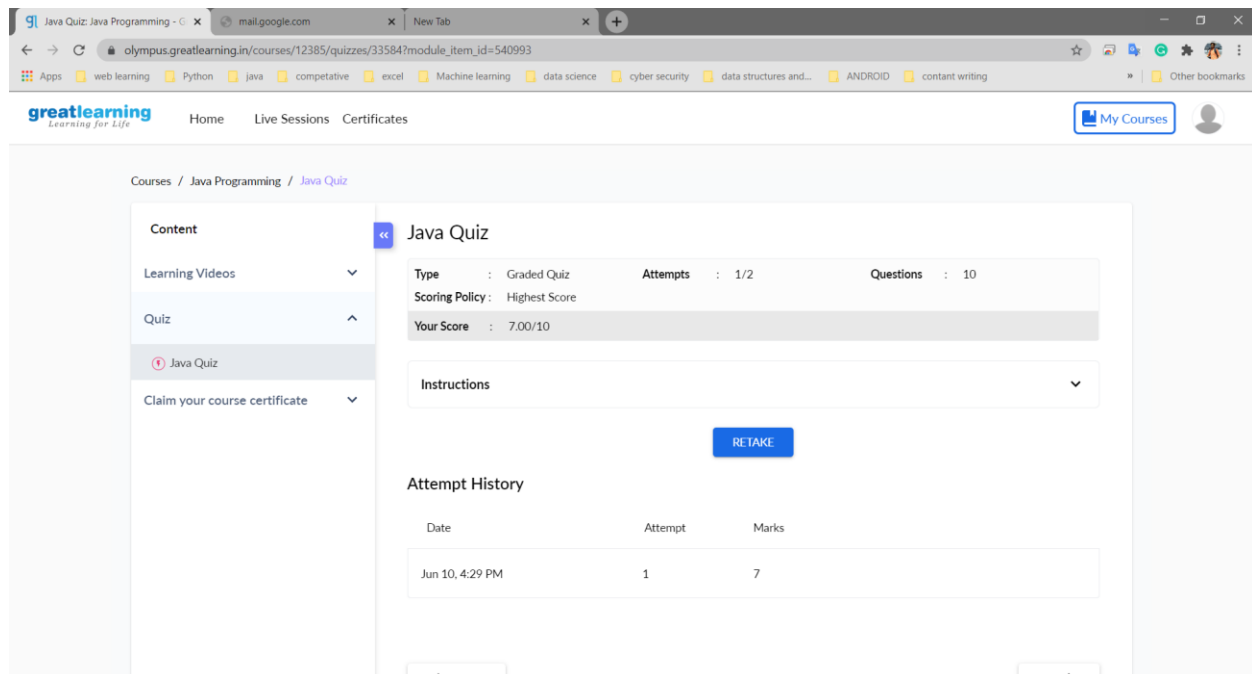 Java Quiz: Java Programming - G
mail.google.com
New Tab
olympus.greatlearning.in/courses/12385/quizzes/33584?module_item_id=540993
Apps web learning Python java competative excel Machine learning data science cyber security data structures and... ANDROID contant writing » Other bookmarks
greatlearning
Learning for Life
Home Live Sessions Certificates
My Courses
Courses / Java Programming / Java Quiz
Content
Learning Videos
Quiz
Java Quiz
Claim your course certificate
Java Quiz
Type : Graded Quiz Attempts : 1/2 Questions : 10
Scoring Policy : Highest Score
Your Score : 7.00/10
Instructions
RETAKE
Attempt History
Date Attempt Marks
Jun 10, 4:29 PM 1 7